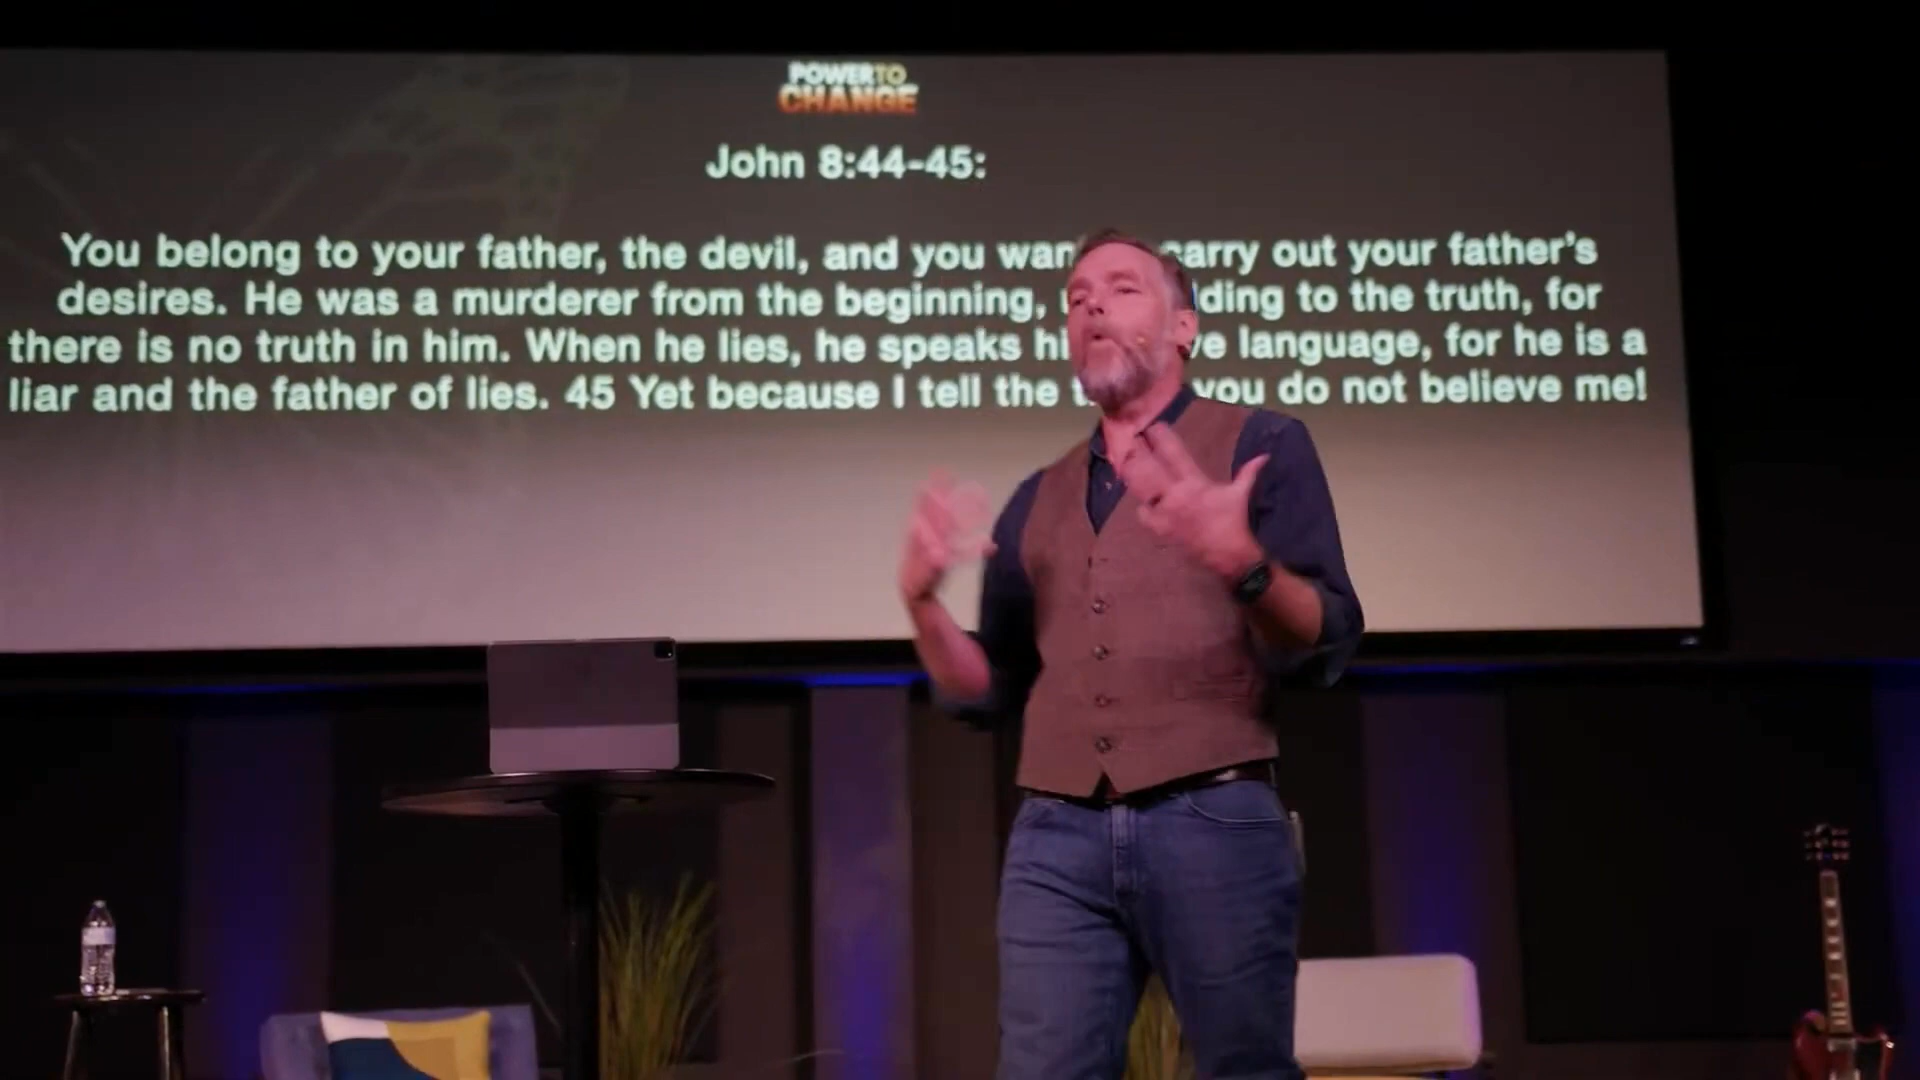 POWER TO
CHANGE
John 8:44-45:
You belong to your father, the devil, and you wan carry out your father's
desires. He was a murderer from the beginning, lding to the truth, for
there is no truth in him. When he lies, he speaks hi ve language, for he is a
liar and the father of lies. 45 Yet because I tell the t you do not believe me!